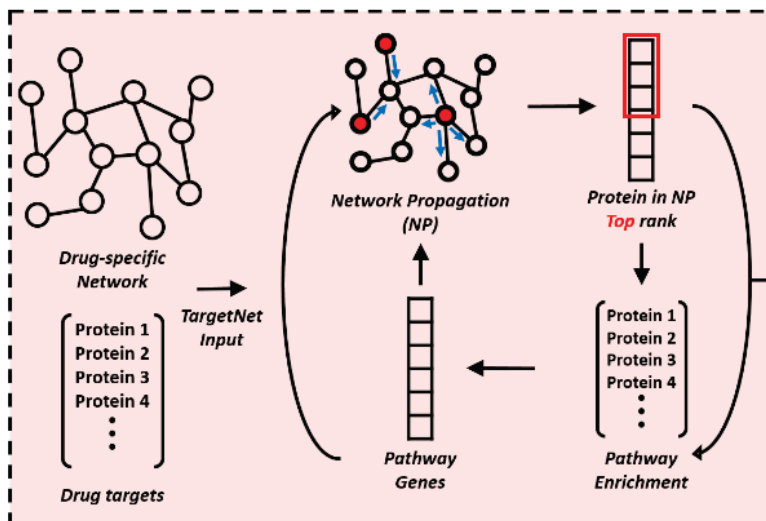 Drug-specific
Network
Protein 1
Protein 2
Protein 3
Protein 4
Drug targets
TargetNet
Input
Network Propagation
(NP)
Protein in NP
Top rank
Protein 1
Protein 2
Protein 3
Protein 4
Pathway
Enrichment
Pathway
Genes